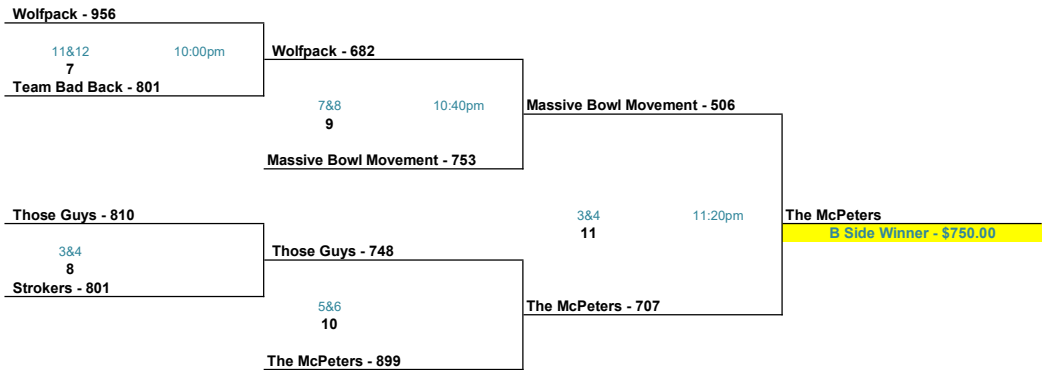 Wolfpack - 956
11&12 10:00pm
7
Team Bad Back - 801
Wolfpack - 682
7&8 10:40pm
9
Massive Bowl Movement - 753
Massive Bowl Movement - 506
Those Guys - 810
3&4
8
Strokers - 801
Those Guys - 748
5&6
10
The McPeters - 899
3&4 11:20pm
11
The McPeters - 707
The McPeters
B Side Winner - $750.00